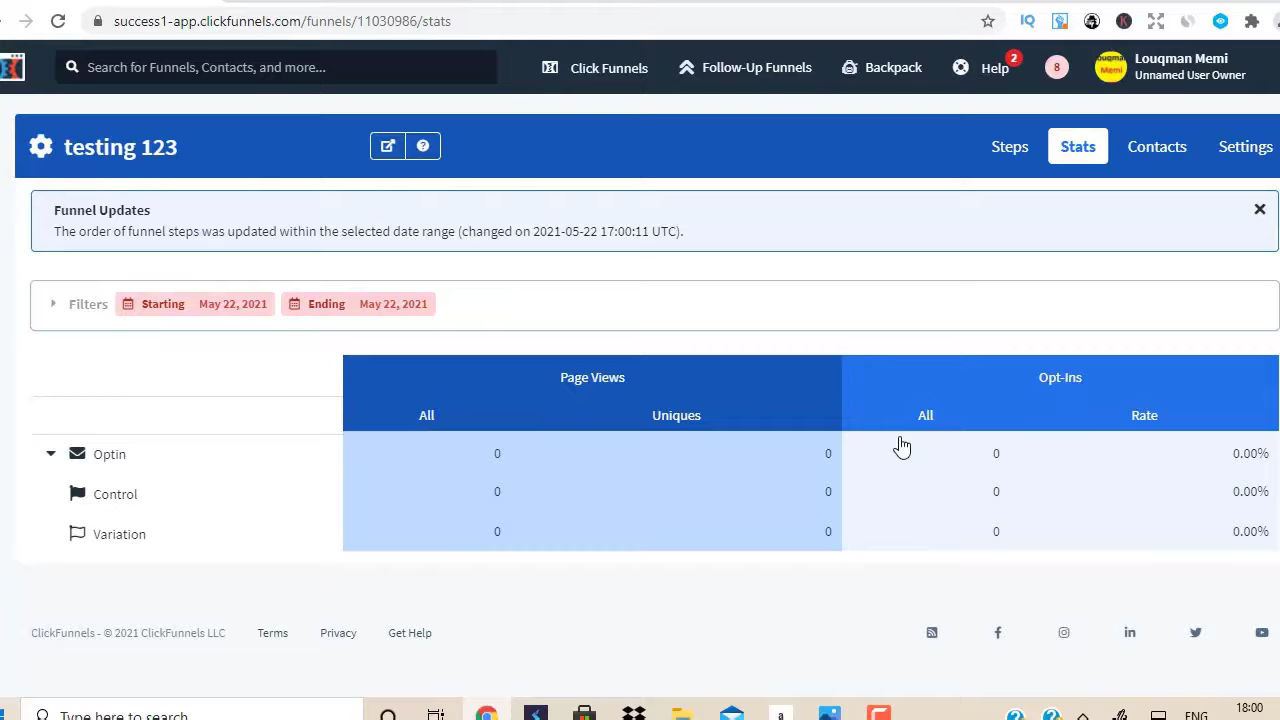 success1-app.clickfunnels.com/funnels/11030986/stats
IQ
K
Search for Funnels, Contacts, and more...
Click Funnels
Follow-Up Funnels
Backpack
Help
2
8
Louqman
Memi
Louqman Memi
Unnamed User Owner
testing 123
Steps
Stats
Contacts
Settings
Funnel Updates
The order of funnel steps was updated within the selected date range (changed on 2021-05-22 17:00:11 UTC).
Filters
Starting May 22, 2021
Ending May 22, 2021
Page Views
Opt-Ins
All
Uniques
All
Rate
Optin 0 0 0 0.00%
Control 0 0 0 0.00%
Variation 0 0 0 0.00%
ClickFunnels - © 2021 ClickFunnels LLC
Terms
Privacy
Get Help
Type here to search
a
ENG
18:00